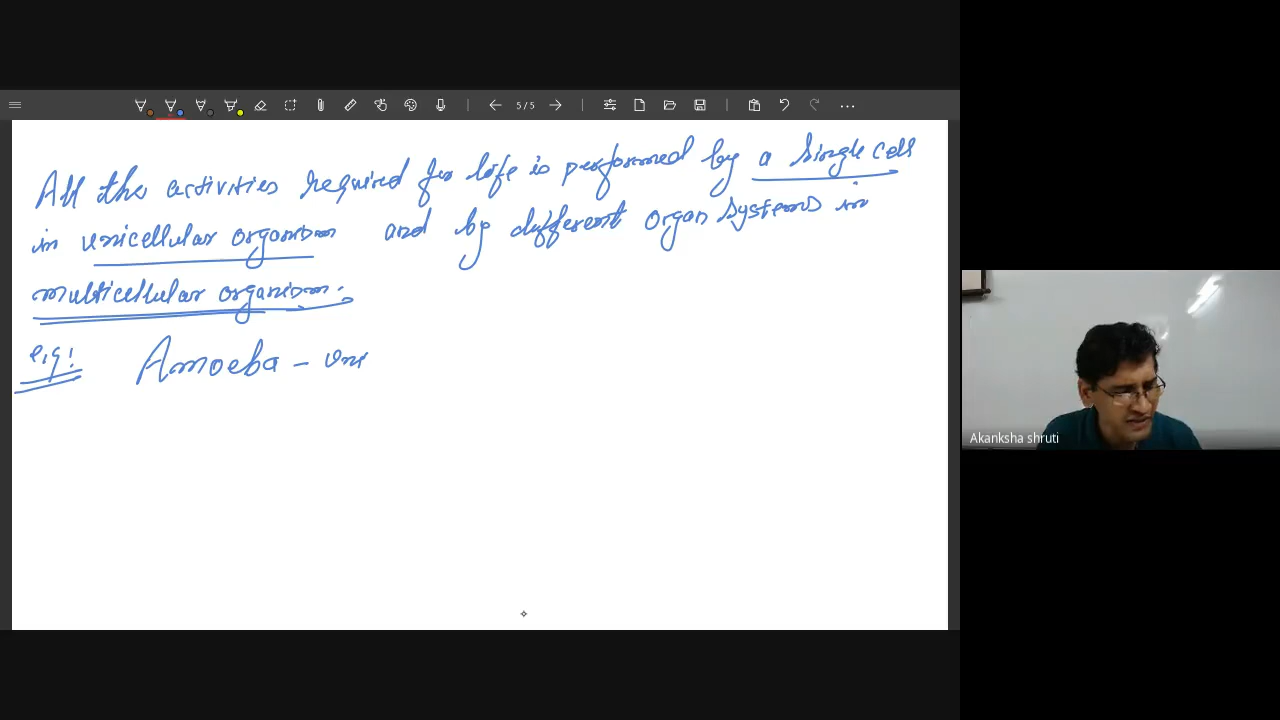 5/5
All the activities required for life is performed by a single cell
in unicellular organism and by different organ systems in
multicellular organism.
e.g! Amoeba - Uni
Akanksha shruti